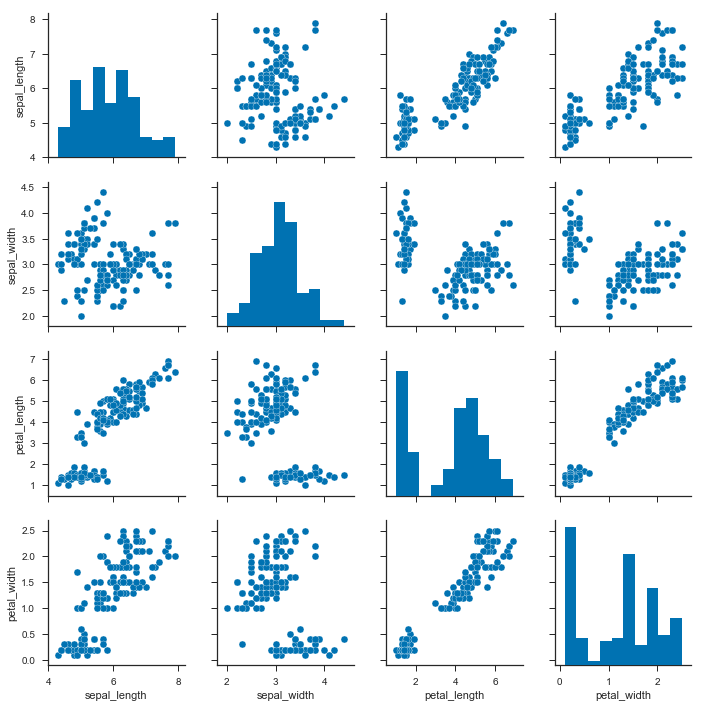 8
7
6
5
4
sepal_length
4.5
4.0
3.5
3.0
2.5
2.0
sepal_width
7
6
5
4
3
2
1
petal_length
2.5
2.0
1.5
1.0
0.5
0.0
petal_width
4 6 8
2 3 4
2 4 6
0 1 2
sepal_length
sepal_width
petal_length
petal_width